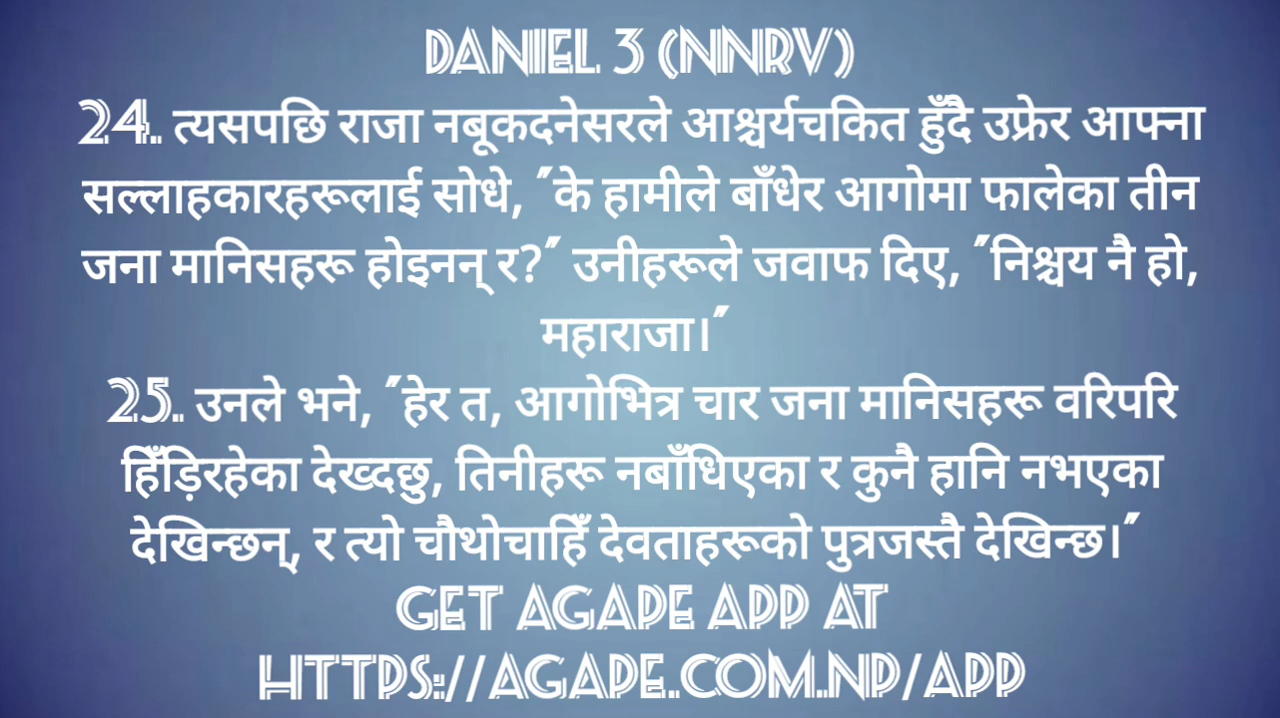 DANIEL 3 (NNRV)
24. त्यसपछि राजा नबूकदनेसरले आश्चर्यचकित हुँदै उफ्रेर आफ्ना
सल्लाहकारहरूलाई सोधे, "के हामीले बाँधेर आगोमा फालेका तीन
जना मानिसहरू होइनन् र?" उनीहरूले जवाफ दिए, "निश्चय नै हो,
महाराजा।"
25. उनले भने, "हेर त, आगोभित्र चार जना मानिसहरू वरिपरि
हिँड़िरहेका देख्दछु, तिनीहरू नबाँधिएका र कुनै हानि नभएका
देखिन्छन्, र त्यो चौथोचाहिँ देवताहरूको पुत्रजस्तै देखिन्छ।"
GET AGAPE APP AT
HTTPS://AGAPE.COM.NP/APP